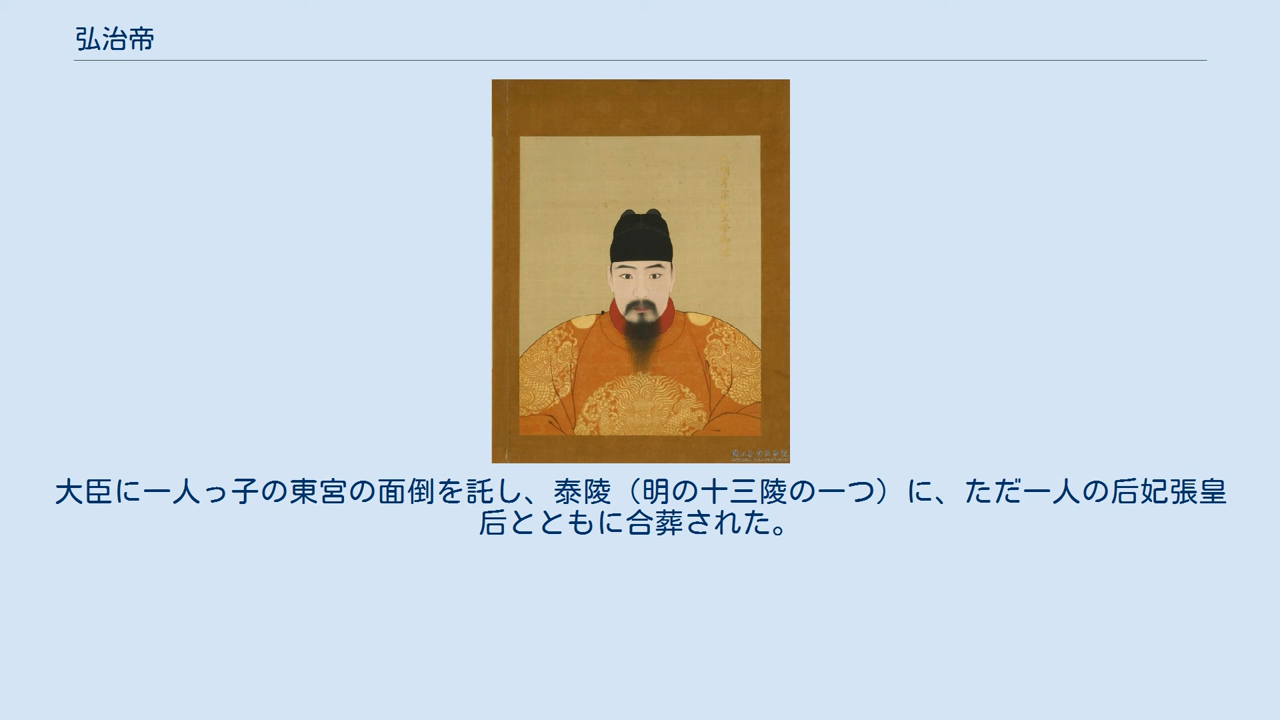 弘治帝
大臣に一人っ子の東宮の面倒を託し、泰陵（明の十三陵の一つ）に、ただ一人の后妃張皇
后とともに合葬された。